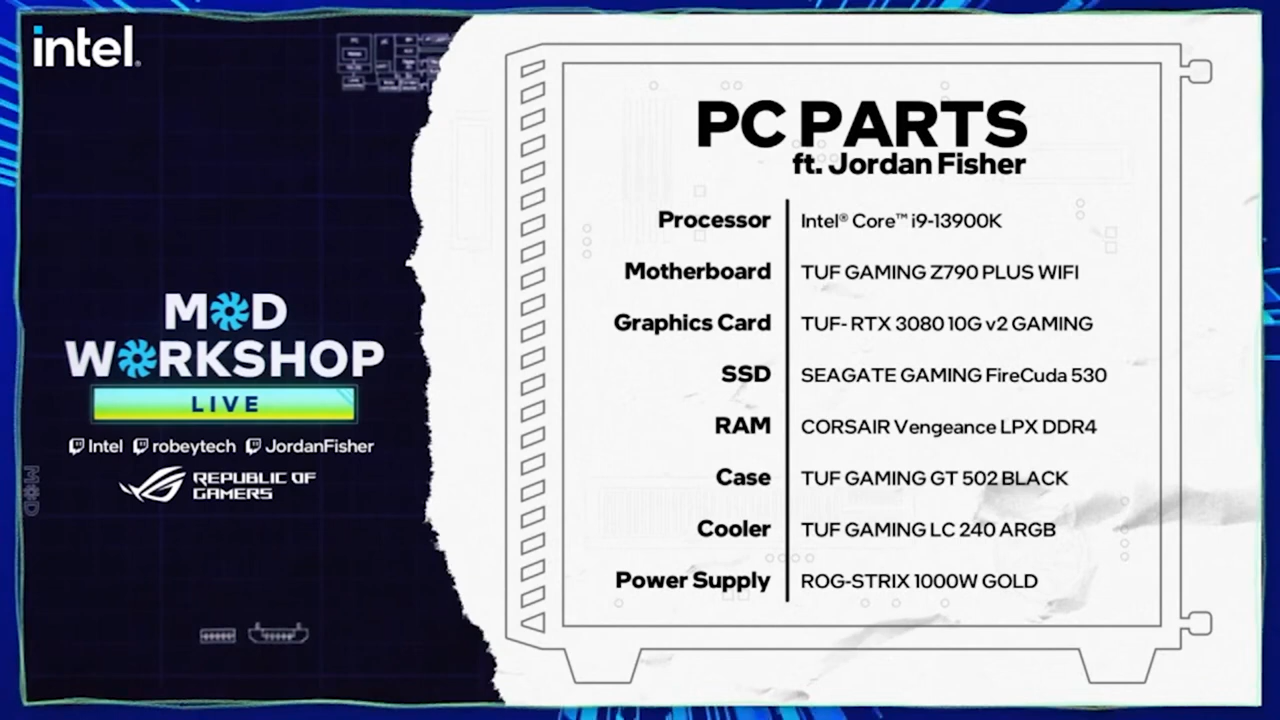 intel.
MOD
WORKSHOP
LIVE
Intel robeytech JordanFisher
REPUBLIC OF
GAMERS
MOD
PC PARTS
ft. Jordan Fisher
Processor Intel® Core™ i9-13900K
Motherboard TUF GAMING Z790 PLUS WIFI
Graphics Card TUF- RTX 3080 10G v2 GAMING
SSD SEAGATE GAMING FireCuda 530
RAM CORSAIR Vengeance LPX DDR4
Case TUF GAMING GT 502 BLACK
Cooler TUF GAMING LC 240 ARGB
Power Supply ROG-STRIX 1000W GOLD